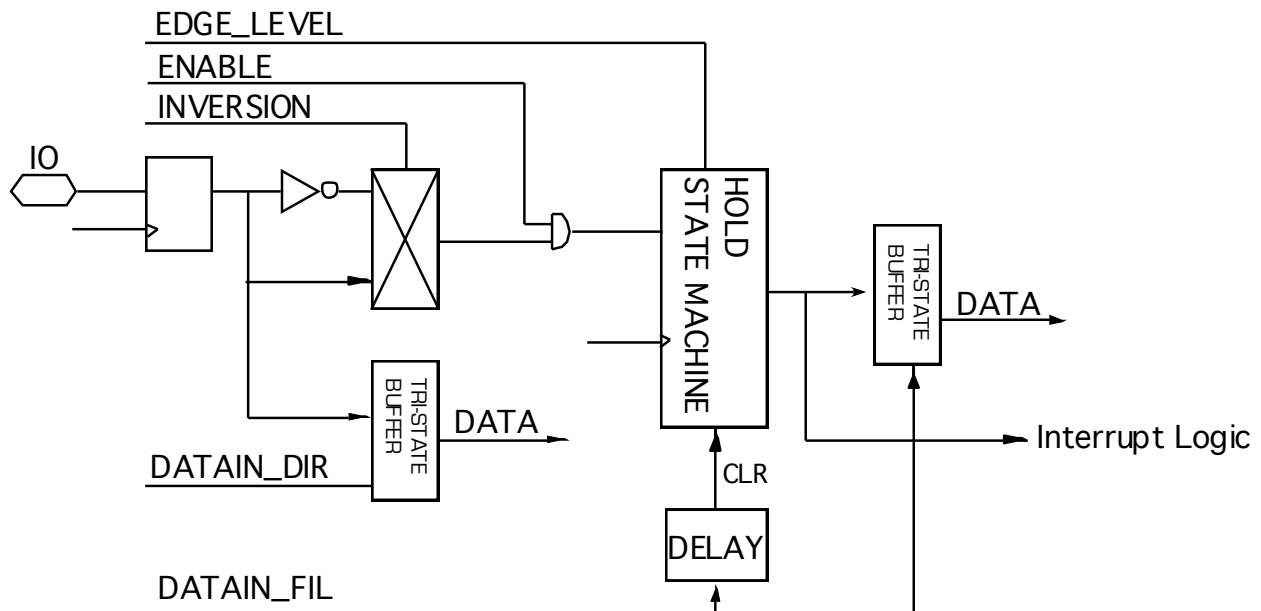 EDGE_LEVEL
ENABLE
INVERSION
IO
HOLD
STATE MACHINE
TRI-STATE
BUFFER
DATA
TRI-STATE
BUFFER
DATA
Interrupt Logic
DATAIN_DIR
CLR
DELAY
DATAIN_FIL